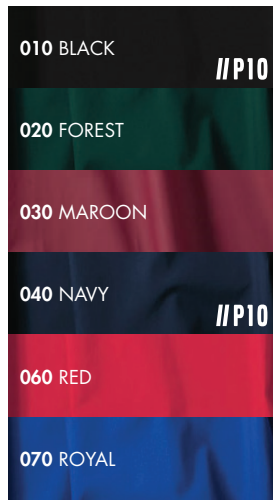 010 BLACK
//P10
020 FOREST
030 MAROON
040 NAVY
//P10
060 RED
070 ROYAL